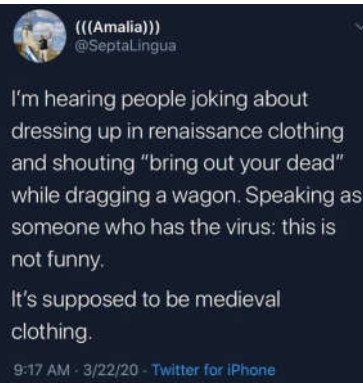 (((Amalia)))
@SeptaLingua
I'm hearing people joking about
dressing up in renaissance clothing
and shouting “bring out your dead”
while dragging a wagon. Speaking as
someone who has the virus: this is
not funny.
It's supposed to be medieval
clothing.
9:17 AM · 3/22/20 · Twitter for iPhone